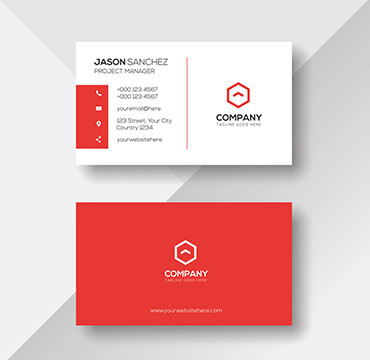 JASON SANCHEZ
PROJECT MANAGER
+000 123 4567
+000 123 4567
youremail@here
123 Street, Your City
Country 1234
yourwebsitehere
COMPANY
TAGLINE GOES HERE
COMPANY
TAGLINE GOES HERE
www.yourwebsitehere.com